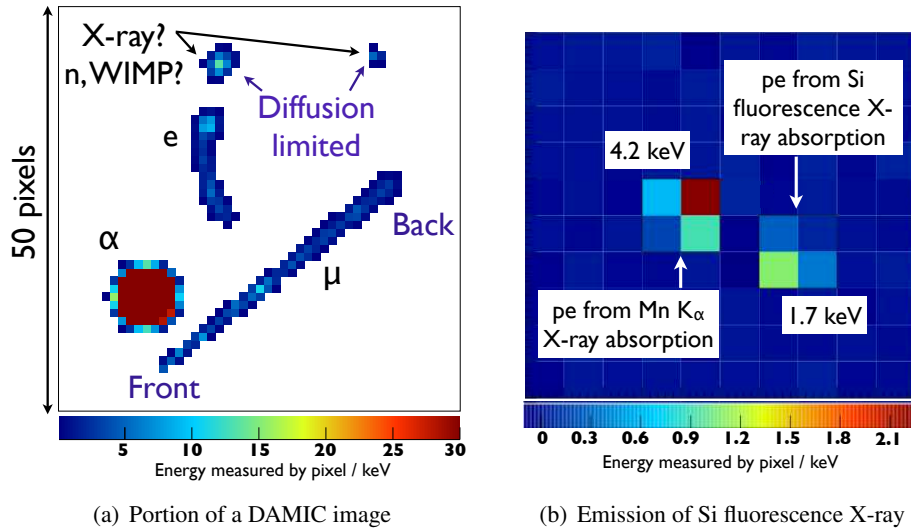 50 pixels
X-ray?
n, WIMP?
Diffusion
limited
e
α
μ
Back
Front
5 10 15 20 25 30
Energy measured by pixel / keV
(a) Portion of a DAMIC image
pe from Si
fluorescence X-
ray absorption
4.2 keV
pe from Mn Kα
X-ray absorption
1.7 keV
0 0.3 0.6 0.9 1.2 1.5 1.8 2.1
Energy measured by pixel / keV
(b) Emission of Si fluorescence X-ray